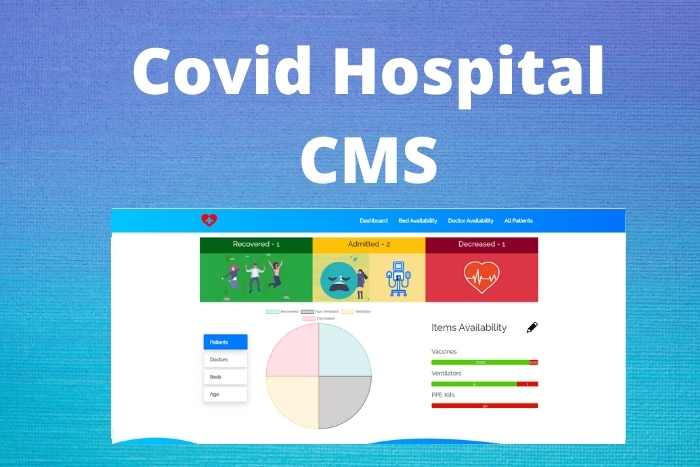 Covid Hospital
CMS
Dashboard Bed Availability Doctor Availability All Patients
Recovered - 1 Admitted - 2 Decreased - 1
Recovered Non Ventilator Ventilator
Decreased
Items Availability
Patients
Doctors
Beds
Age
Vaccines
Ventilators
PPE Kits